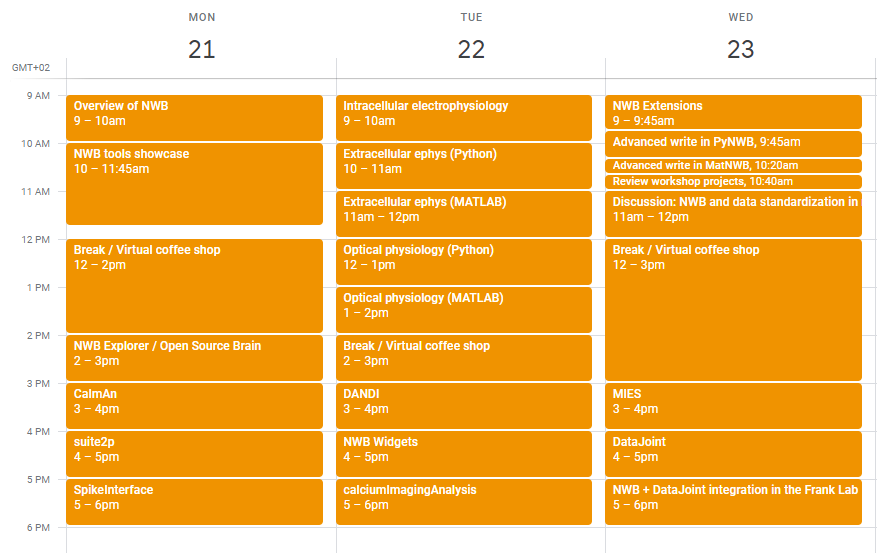 MON
TUE
WED
21
22
23
GMT+02
9 AM
10 AM
11 AM
12 PM
1 PM
2 PM
3 PM
4 PM
5 PM
6 PM
Overview of NWB
9 – 10am
NWB tools showcase
10 – 11:45am
Break / Virtual coffee shop
12 – 2pm
NWB Explorer / Open Source Brain
2 – 3pm
CaImAn
3 – 4pm
suite2p
4 – 5pm
SpikeInterface
5 – 6pm
Intracellular electrophysiology
9 – 10am
Extracellular ephys (Python)
10 – 11am
Extracellular ephys (MATLAB)
11am – 12pm
Optical physiology (Python)
12 – 1pm
Optical physiology (MATLAB)
1 – 2pm
Break / Virtual coffee shop
2 – 3pm
DANDI
3 – 4pm
NWB Widgets
4 – 5pm
calciumImagingAnalysis
5 – 6pm
NWB Extensions
9 – 9:45am
Advanced write in PyNWB, 9:45am
Advanced write in MatNWB, 10:20am
Review workshop projects, 10:40am
Discussion: NWB and data standardization in
11am – 12pm
Break / Virtual coffee shop
12 – 3pm
MIES
3 – 4pm
DataJoint
4 – 5pm
NWB + DataJoint integration in the Frank Lab
5 – 6pm